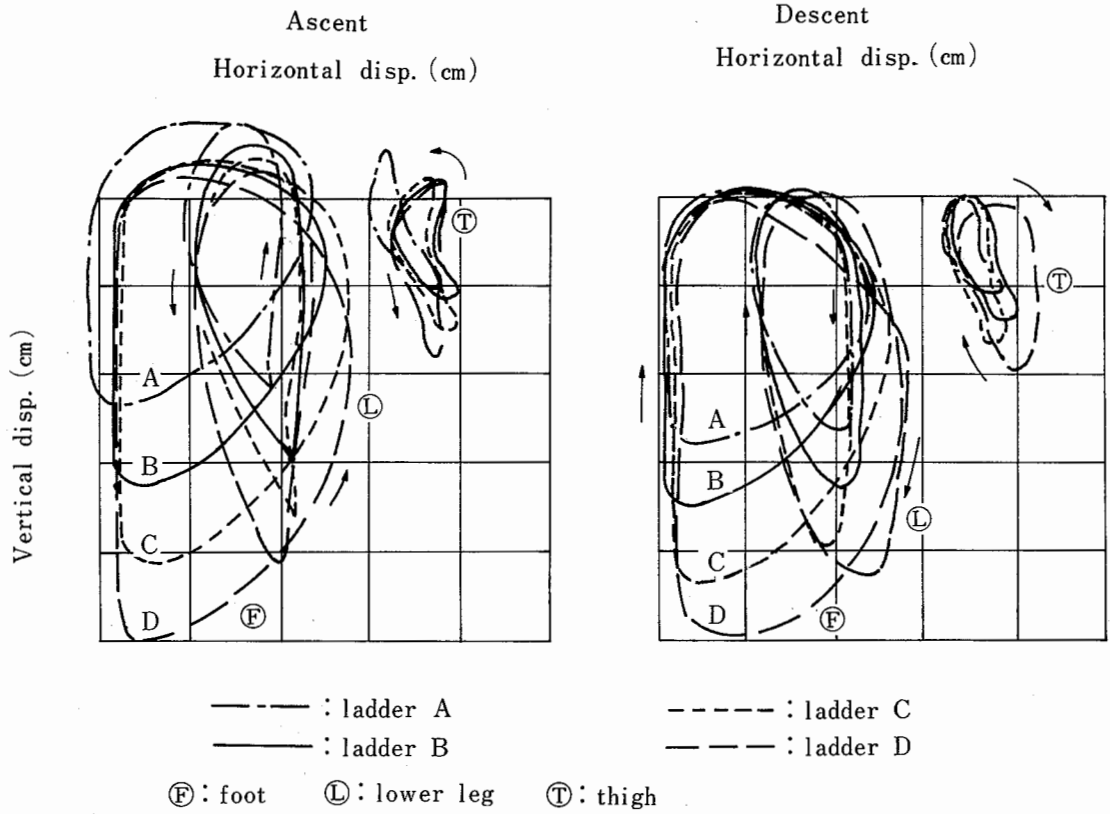 Ascent
Horizontal disp. (cm)
Descent
Horizontal disp. (cm)
Vertical disp. (cm)
A
B
C
D
Ⓕ
Ⓛ
Ⓣ
A
B
C
D
Ⓕ
Ⓛ
Ⓣ
: ladder A
: ladder B
: ladder C
: ladder D
Ⓕ: foot Ⓛ: lower leg Ⓣ: thigh